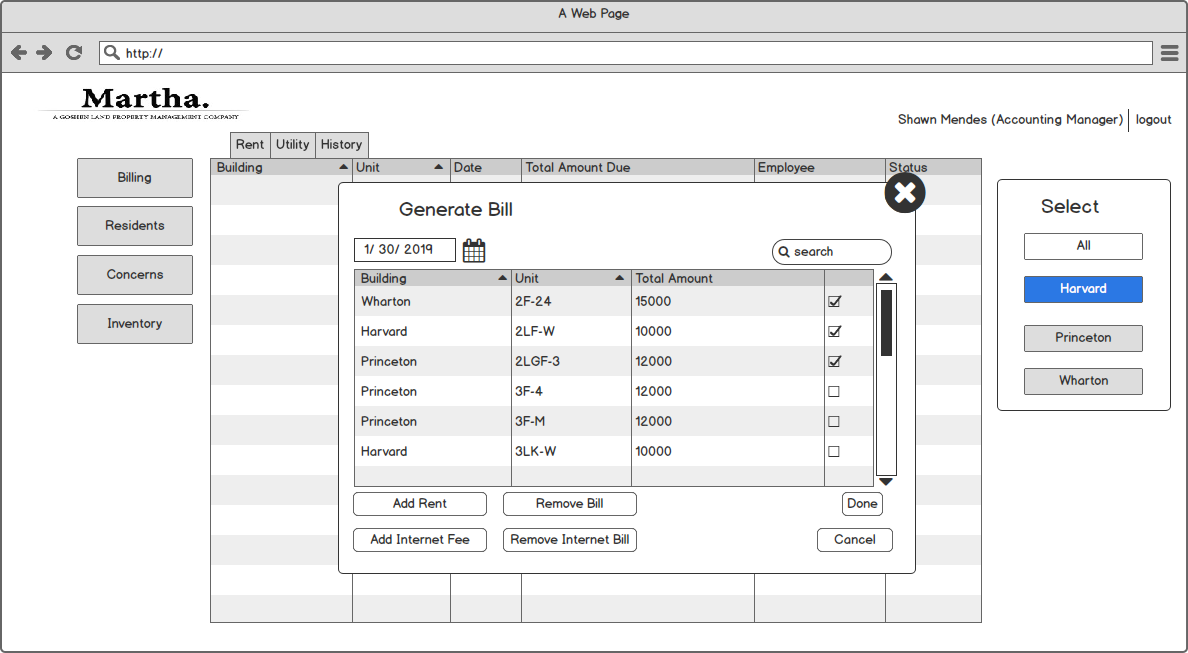 A Web Page
http://
Martha.
A GOSHEN LAND PROPERTY MANAGEMENT COMPANY
Shawn Mendes (Accounting Manager) logout
Rent Utility History
Building Unit Date Total Amount Due Employee Status
Billing
Residents
Concerns
Inventory
Generate Bill
1/ 30/ 2019
search
Building Unit Total Amount
Wharton 2F-24 15000
Harvard 2LF-W 10000
Princeton 2LGF-3 12000
Princeton 3F-4 12000
Princeton 3F-M 12000
Harvard 3LK-W 10000
Add Rent Remove Bill Done
Add Internet Fee Remove Internet Bill Cancel
Select
All
Harvard
Princeton
Wharton